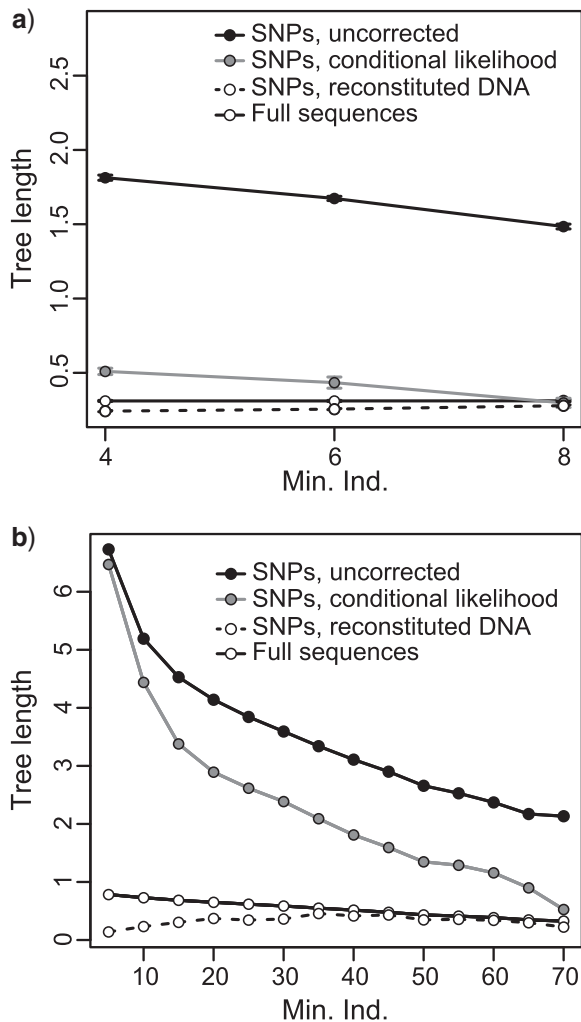 a)
SNPs, uncorrected
SNPs, conditional likelihood
SNPs, reconstituted DNA
Full sequences
Tree length
2.5
2.0
1.5
1.0
0.5
4 6 8
Min. Ind.
b)
SNPs, uncorrected
SNPs, conditional likelihood
SNPs, reconstituted DNA
Full sequences
Tree length
6
5
4
3
2
1
0
10 20 30 40 50 60 70
Min. Ind.